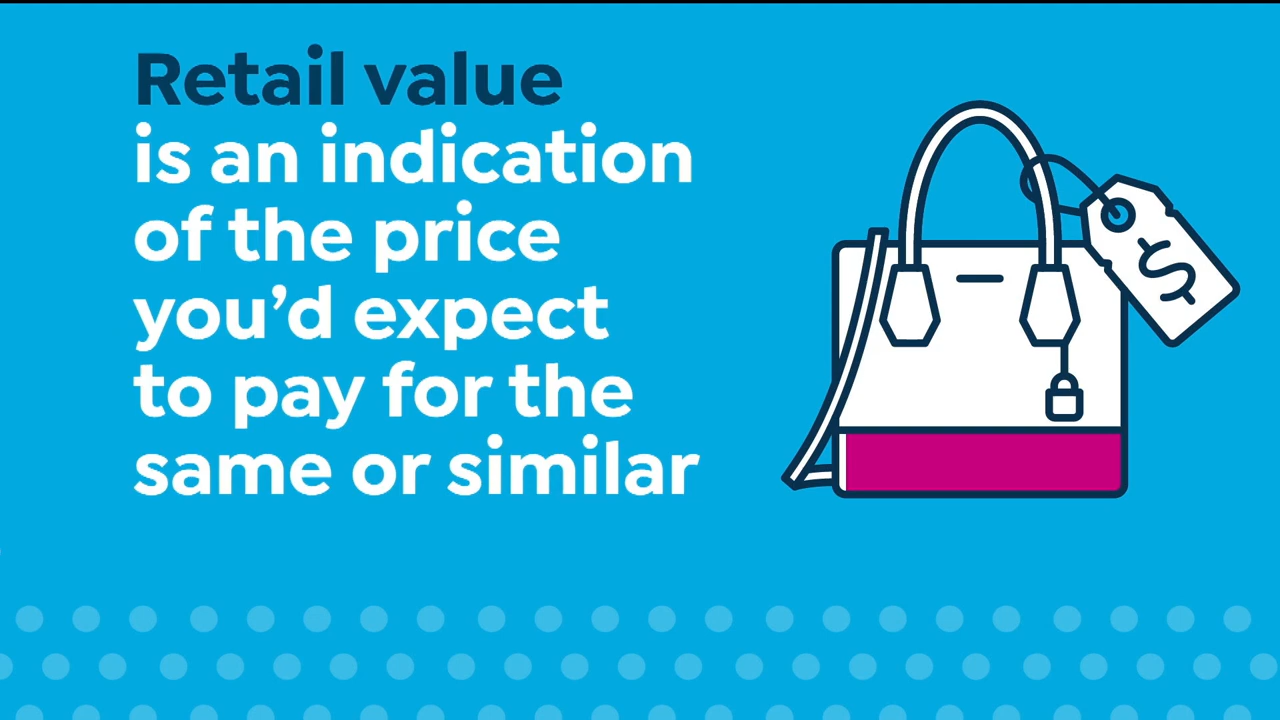 Retail value
is an indication
of the price
you’d expect
to pay for the
same or similar
$